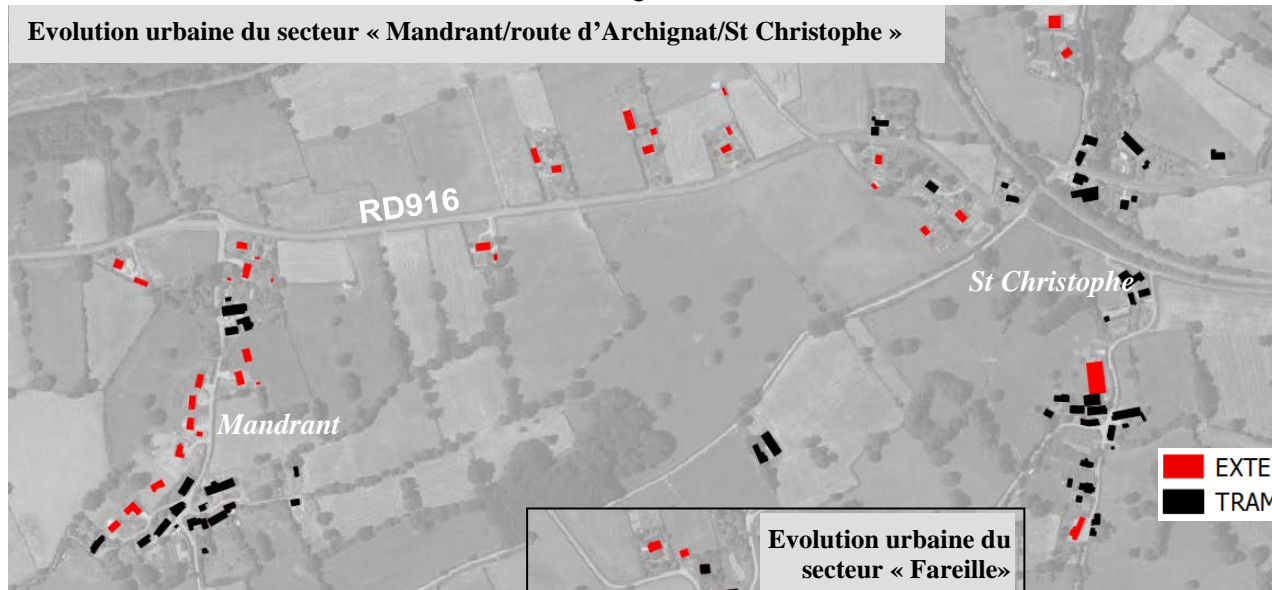 Evolution urbaine du secteur « Mandrant/route d'Archignat/St Christophe »
RD916
St Christophe
Mandrant
EXTE
TRAM
Evolution urbaine du
secteur « Fareille»